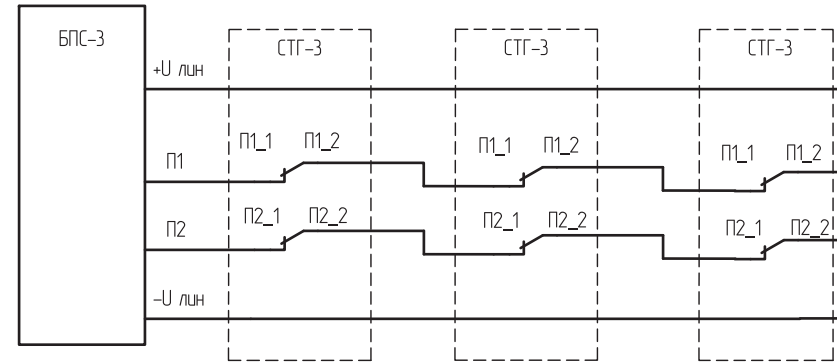 БПС-3
СТГ-3
СТГ-3
СТГ-3
+U лин
П1_1 П1_2
П1_1 П1_2
П1_1 П1_2
П1
П2_1 П2_2
П2_1 П2_2
П2_1 П2_2
П2
-U лин